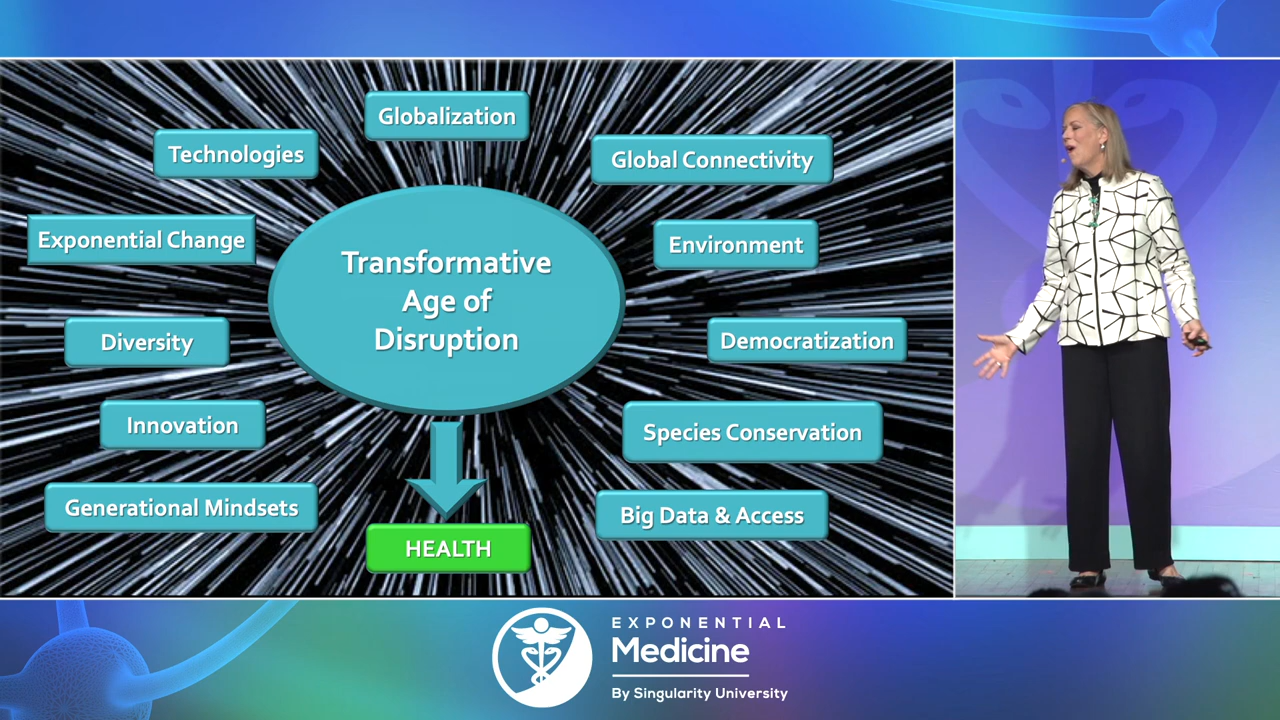 Globalization
Technologies
Global Connectivity
Exponential Change
Environment
Transformative
Age of
Disruption
Diversity
Democratization
Innovation
Species Conservation
Generational Mindsets
Big Data & Access
HEALTH
EXPONENTIAL
Medicine
By Singularity University